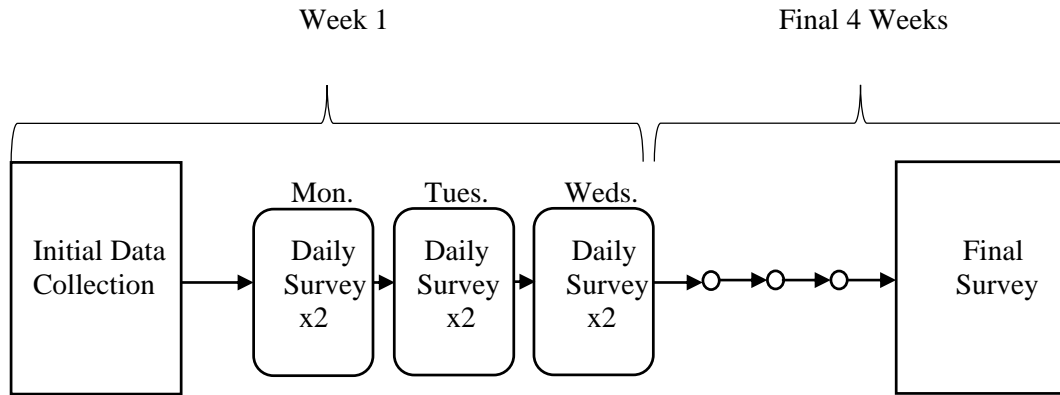 Week 1
Final 4 Weeks
Mon.
Tues.
Weds.
Initial Data
Collection
Daily
Survey
x2
Daily
Survey
x2
Daily
Survey
x2
Final
Survey